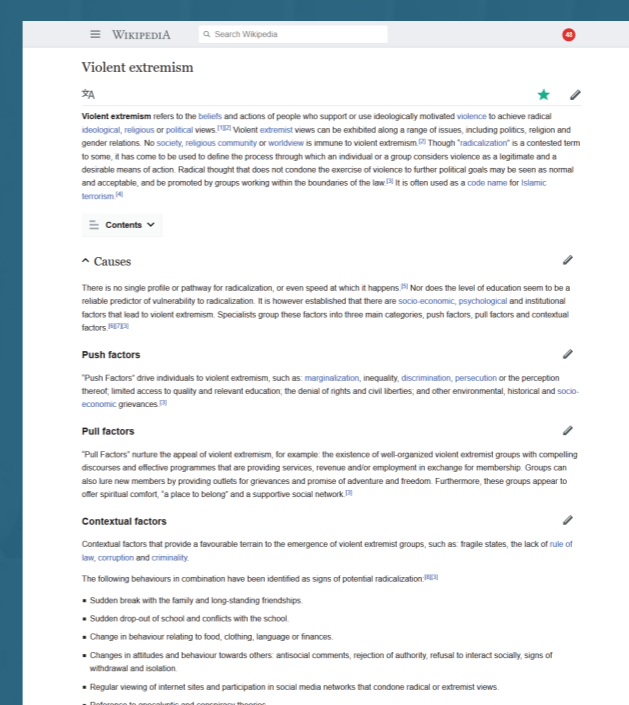 WIKIPEDIA
Search Wikipedia
48
Violent extremism
文A
Violent extremism refers to the beliefs and actions of people who support or use ideologically motivated violence to achieve radical
ideological, religious or political views.[1][2] Violent extremist views can be exhibited along a range of issues, including politics, religion and
gender relations. No society, religious community or worldview is immune to violent extremism.[2] Though "radicalization" is a contested term
to some, it has come to be used to define the process through which an individual or a group considers violence as a legitimate and a
desirable means of action. Radical thought that does not condone the exercise of violence to further political goals may be seen as normal
and acceptable, and be promoted by groups working within the boundaries of the law.[3] It is often used as a code name for Islamic
terrorism.[4]
Contents
Causes
There is no single profile or pathway for radicalization, or even speed at which it happens.[5] Nor does the level of education seem to be a
reliable predictor of vulnerability to radicalization. It is however established that there are socio-economic, psychological and institutional
factors that lead to violent extremism. Specialists group these factors into three main categories, push factors, pull factors and contextual
factors.[6][7][3]
Push factors
"Push Factors" drive individuals to violent extremism, such as: marginalization, inequality, discrimination, persecution or the perception
thereof; limited access to quality and relevant education; the denial of rights and civil liberties; and other environmental, historical and socio-
economic grievances.[3]
Pull factors
"Pull Factors" nurture the appeal of violent extremism, for example: the existence of well-organized violent extremist groups with compelling
discourses and effective programmes that are providing services, revenue and/or employment in exchange for membership. Groups can
also lure new members by providing outlets for grievances and promise of adventure and freedom. Furthermore, these groups appear to
offer spiritual comfort, "a place to belong" and a supportive social network.[3]
Contextual factors
Contextual factors that provide a favourable terrain to the emergence of violent extremist groups, such as: fragile states, the lack of rule of
law, corruption and criminality.
The following behaviours in combination have been identified as signs of potential radicalization:[8][3]
▪ Sudden break with the family and long-standing friendships.
▪ Sudden drop-out of school and conflicts with the school.
▪ Change in behaviour relating to food, clothing, language or finances.
▪ Changes in attitudes and behaviour towards others: antisocial comments, rejection of authority, refusal to interact socially, signs of
withdrawal and isolation.
▪ Regular viewing of internet sites and participation in social media networks that condone radical or extremist views.
▪ Reference to apocalyptic and conspiracy theories.